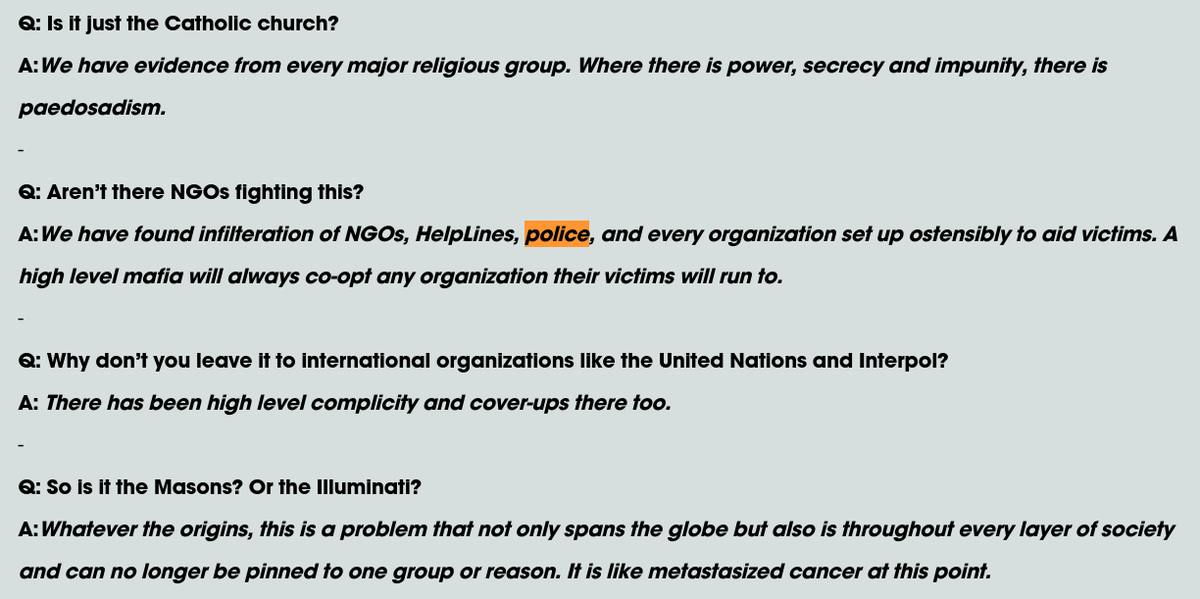 Q: Is it just the Catholic church?
A: We have evidence from every major religious group. Where there is power, secrecy and impunity, there is
paedosadism.
-
Q: Aren't there NGOs fighting this?
A: We have found infilteration of NGOs, HelpLines, police, and every organization set up ostensibly to aid victims. A
high level mafia will always co-opt any organization their victims will run to.
-
Q: Why don't you leave it to international organizations like the United Nations and Interpol?
A: There has been high level complicity and cover-ups there too.
-
Q: So is it the Masons? Or the Illuminati?
A: Whatever the origins, this is a problem that not only spans the globe but also is throughout every layer of society
and can no longer be pinned to one group or reason. It is like metastasized cancer at this point.